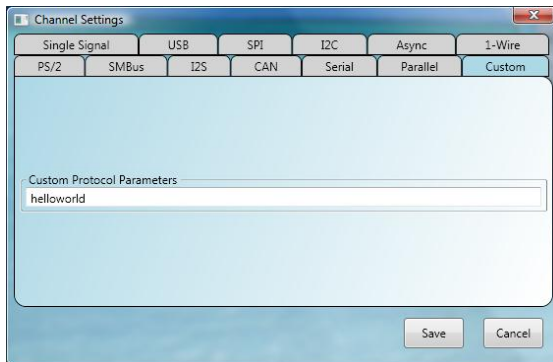 Channel Settings
Single Signal USB SPI I2C Async 1-Wire
PS/2 SMBus I2S CAN Serial Parallel Custom
Custom Protocol Parameters
helloworld
Save Cancel